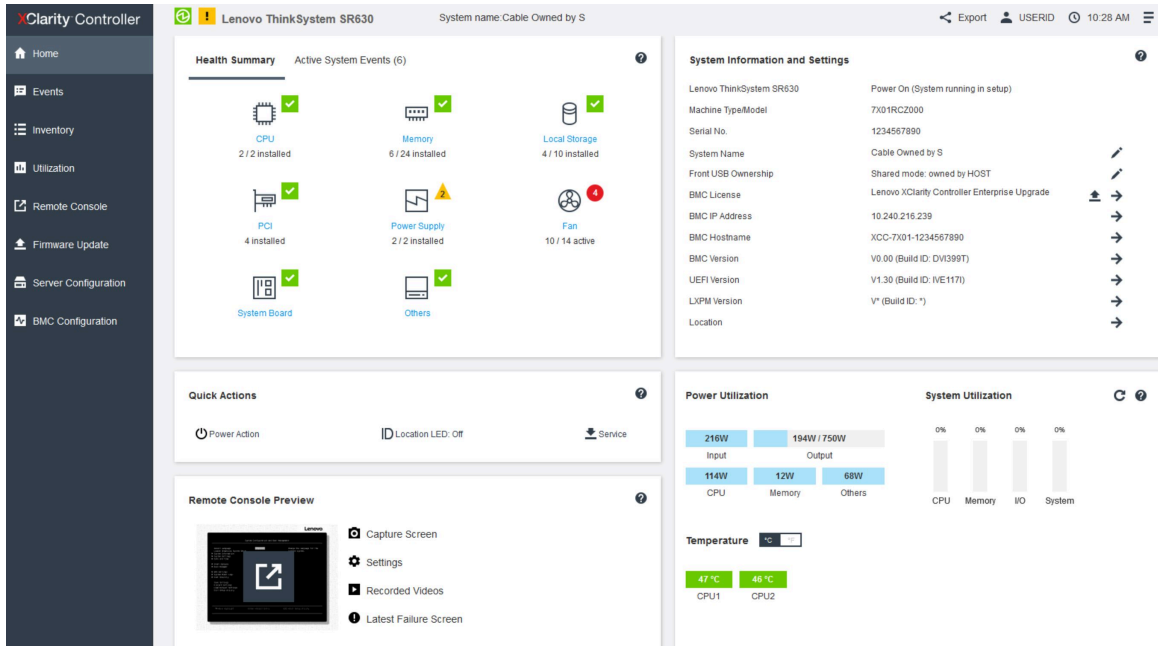 XClarity Controller
Lenovo ThinkSystem SR630
System name:Cable Owned by S
Export
USERID
10:28 AM
Home
Events
Inventory
Utilization
Remote Console
Firmware Update
Server Configuration
BMC Configuration
Health Summary
Active System Events (6)
CPU
2 / 2 installed
Memory
6 / 24 installed
Local Storage
4 / 10 installed
PCI
4 installed
2
Power Supply
2 / 2 installed
4
Fan
10 / 14 active
System Board
Others
System Information and Settings
Lenovo ThinkSystem SR630 Power On (System running in setup)
Machine Type/Model 7X01RCZ000
Serial No. 1234567890
System Name Cable Owned by S
Front USB Ownership Shared mode: owned by HOST
BMC License Lenovo XClarity Controller Enterprise Upgrade
BMC IP Address 10.240.216.239
BMC Hostname XCC-7X01-1234567890
BMC Version V0.00 (Build ID: DVI399T)
UEFI Version V1.30 (Build ID: IVE117I)
LXPM Version V* (Build ID: *)
Location
Quick Actions
Power Action
ID Location LED: Off
Service
Remote Console Preview
Lenovo
Capture Screen
Settings
Recorded Videos
Latest Failure Screen
Power Utilization
216W
Input
194W / 750W
Output
114W
CPU
12W
Memory
68W
Others
System Utilization
0% 0% 0% 0%
CPU Memory I/O System
Temperature °C °F
47 °C 46 °C
CPU1 CPU2